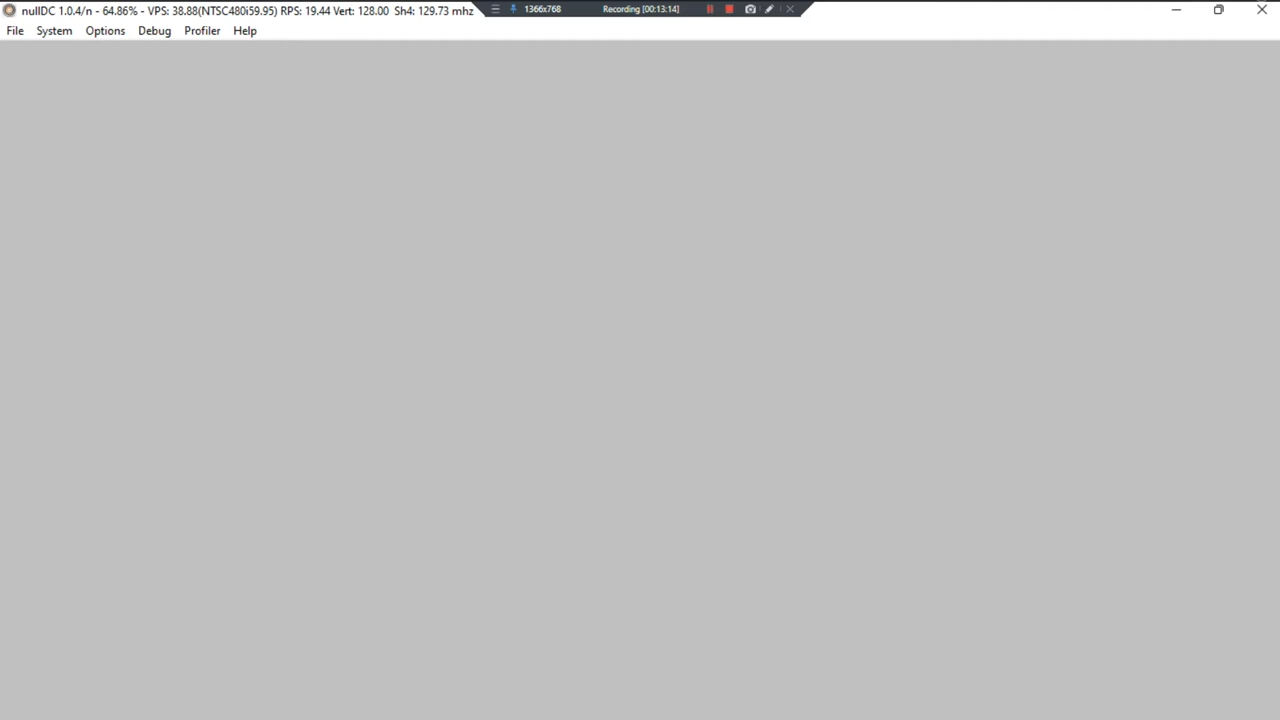 nullDC 1.0.4/n - 64.86% - VPS: 38.88(NTSC480i59.95) RPS: 19.44 Vert: 128.00 Sh4: 129.73 mhz
1366x768 Recording [00:13:14]
File System Options Debug Profiler Help